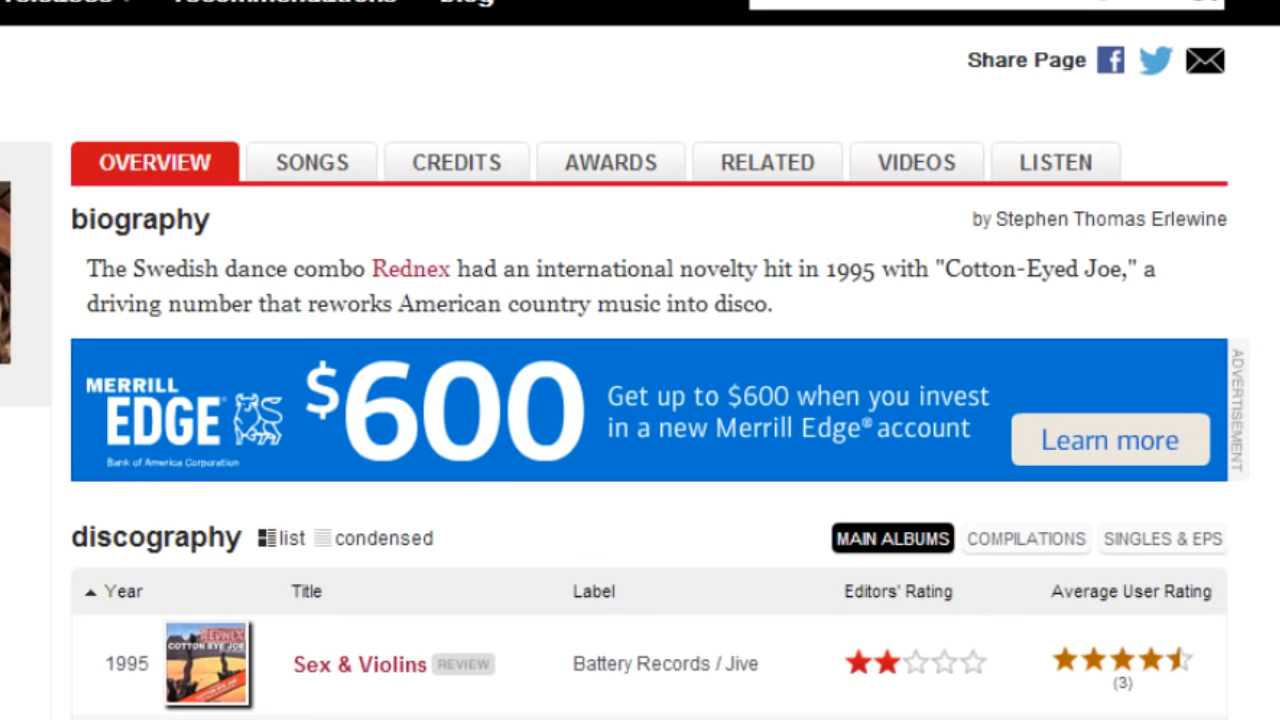 releases recommendations blog
Share Page
OVERVIEW SONGS CREDITS AWARDS RELATED VIDEOS LISTEN
biography by Stephen Thomas Erlewine
The Swedish dance combo Rednex had an international novelty hit in 1995 with "Cotton-Eyed Joe," a
driving number that reworks American country music into disco.
MERRILL
EDGE®
Bank of America Corporation
$600
Get up to $600 when you invest
in a new Merrill Edge® account
Learn more
ADVERTISEMENT
discography list condensed MAIN ALBUMS COMPILATIONS SINGLES & EPS
Year Title Label Editors' Rating Average User Rating
REDNEX
COTTON EYE JOE
1995 Sex & Violins REVIEW Battery Records / Jive
(3)